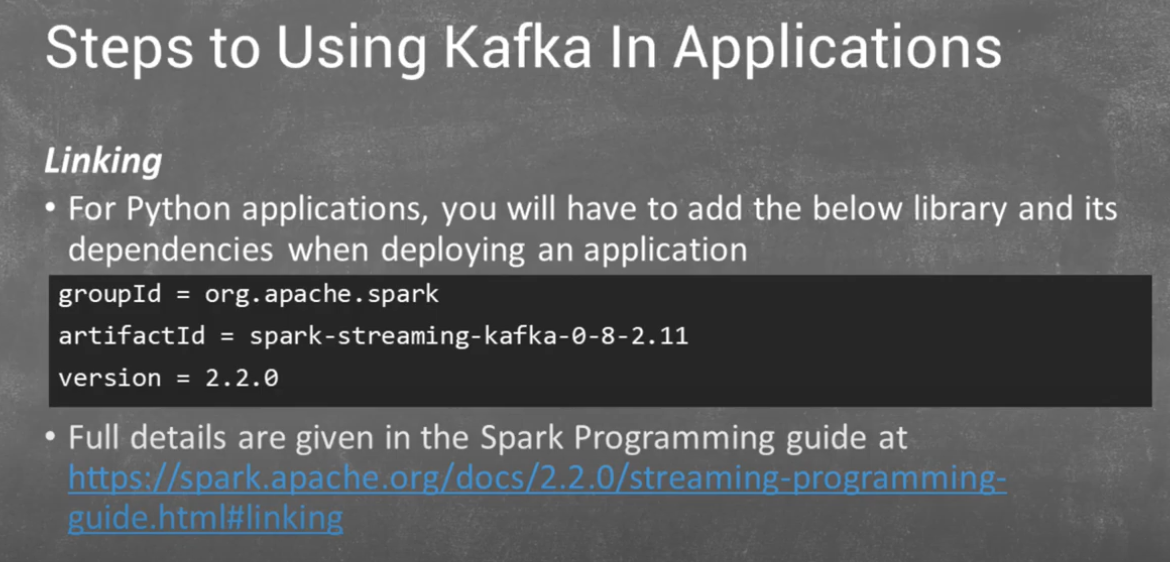 Steps to Using Kafka In Applications
Linking
• For Python applications, you will have to add the below library and its
dependencies when deploying an application
groupId = org.apache.spark
artifactId = spark-streaming-kafka-0-8-2.11
version = 2.2.0
• Full details are given in the Spark Programming guide at
https://spark.apache.org/docs/2.2.0/streaming-programming-
guide.html#linking